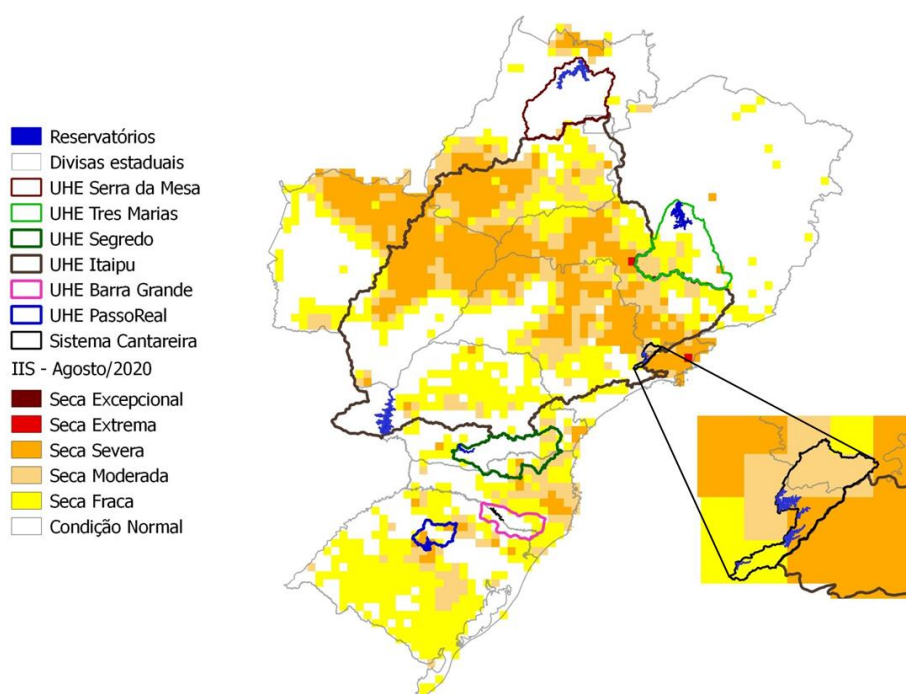 Reservatórios
Divisas estaduais
UHE Serra da Mesa
UHE Tres Marias
UHE Segredo
UHE Itaipu
UHE Barra Grande
UHE PassoReal
Sistema Cantareira
IIS - Agosto/2020
Seca Excepcional
Seca Extrema
Seca Severa
Seca Moderada
Seca Fraca
Condição Normal